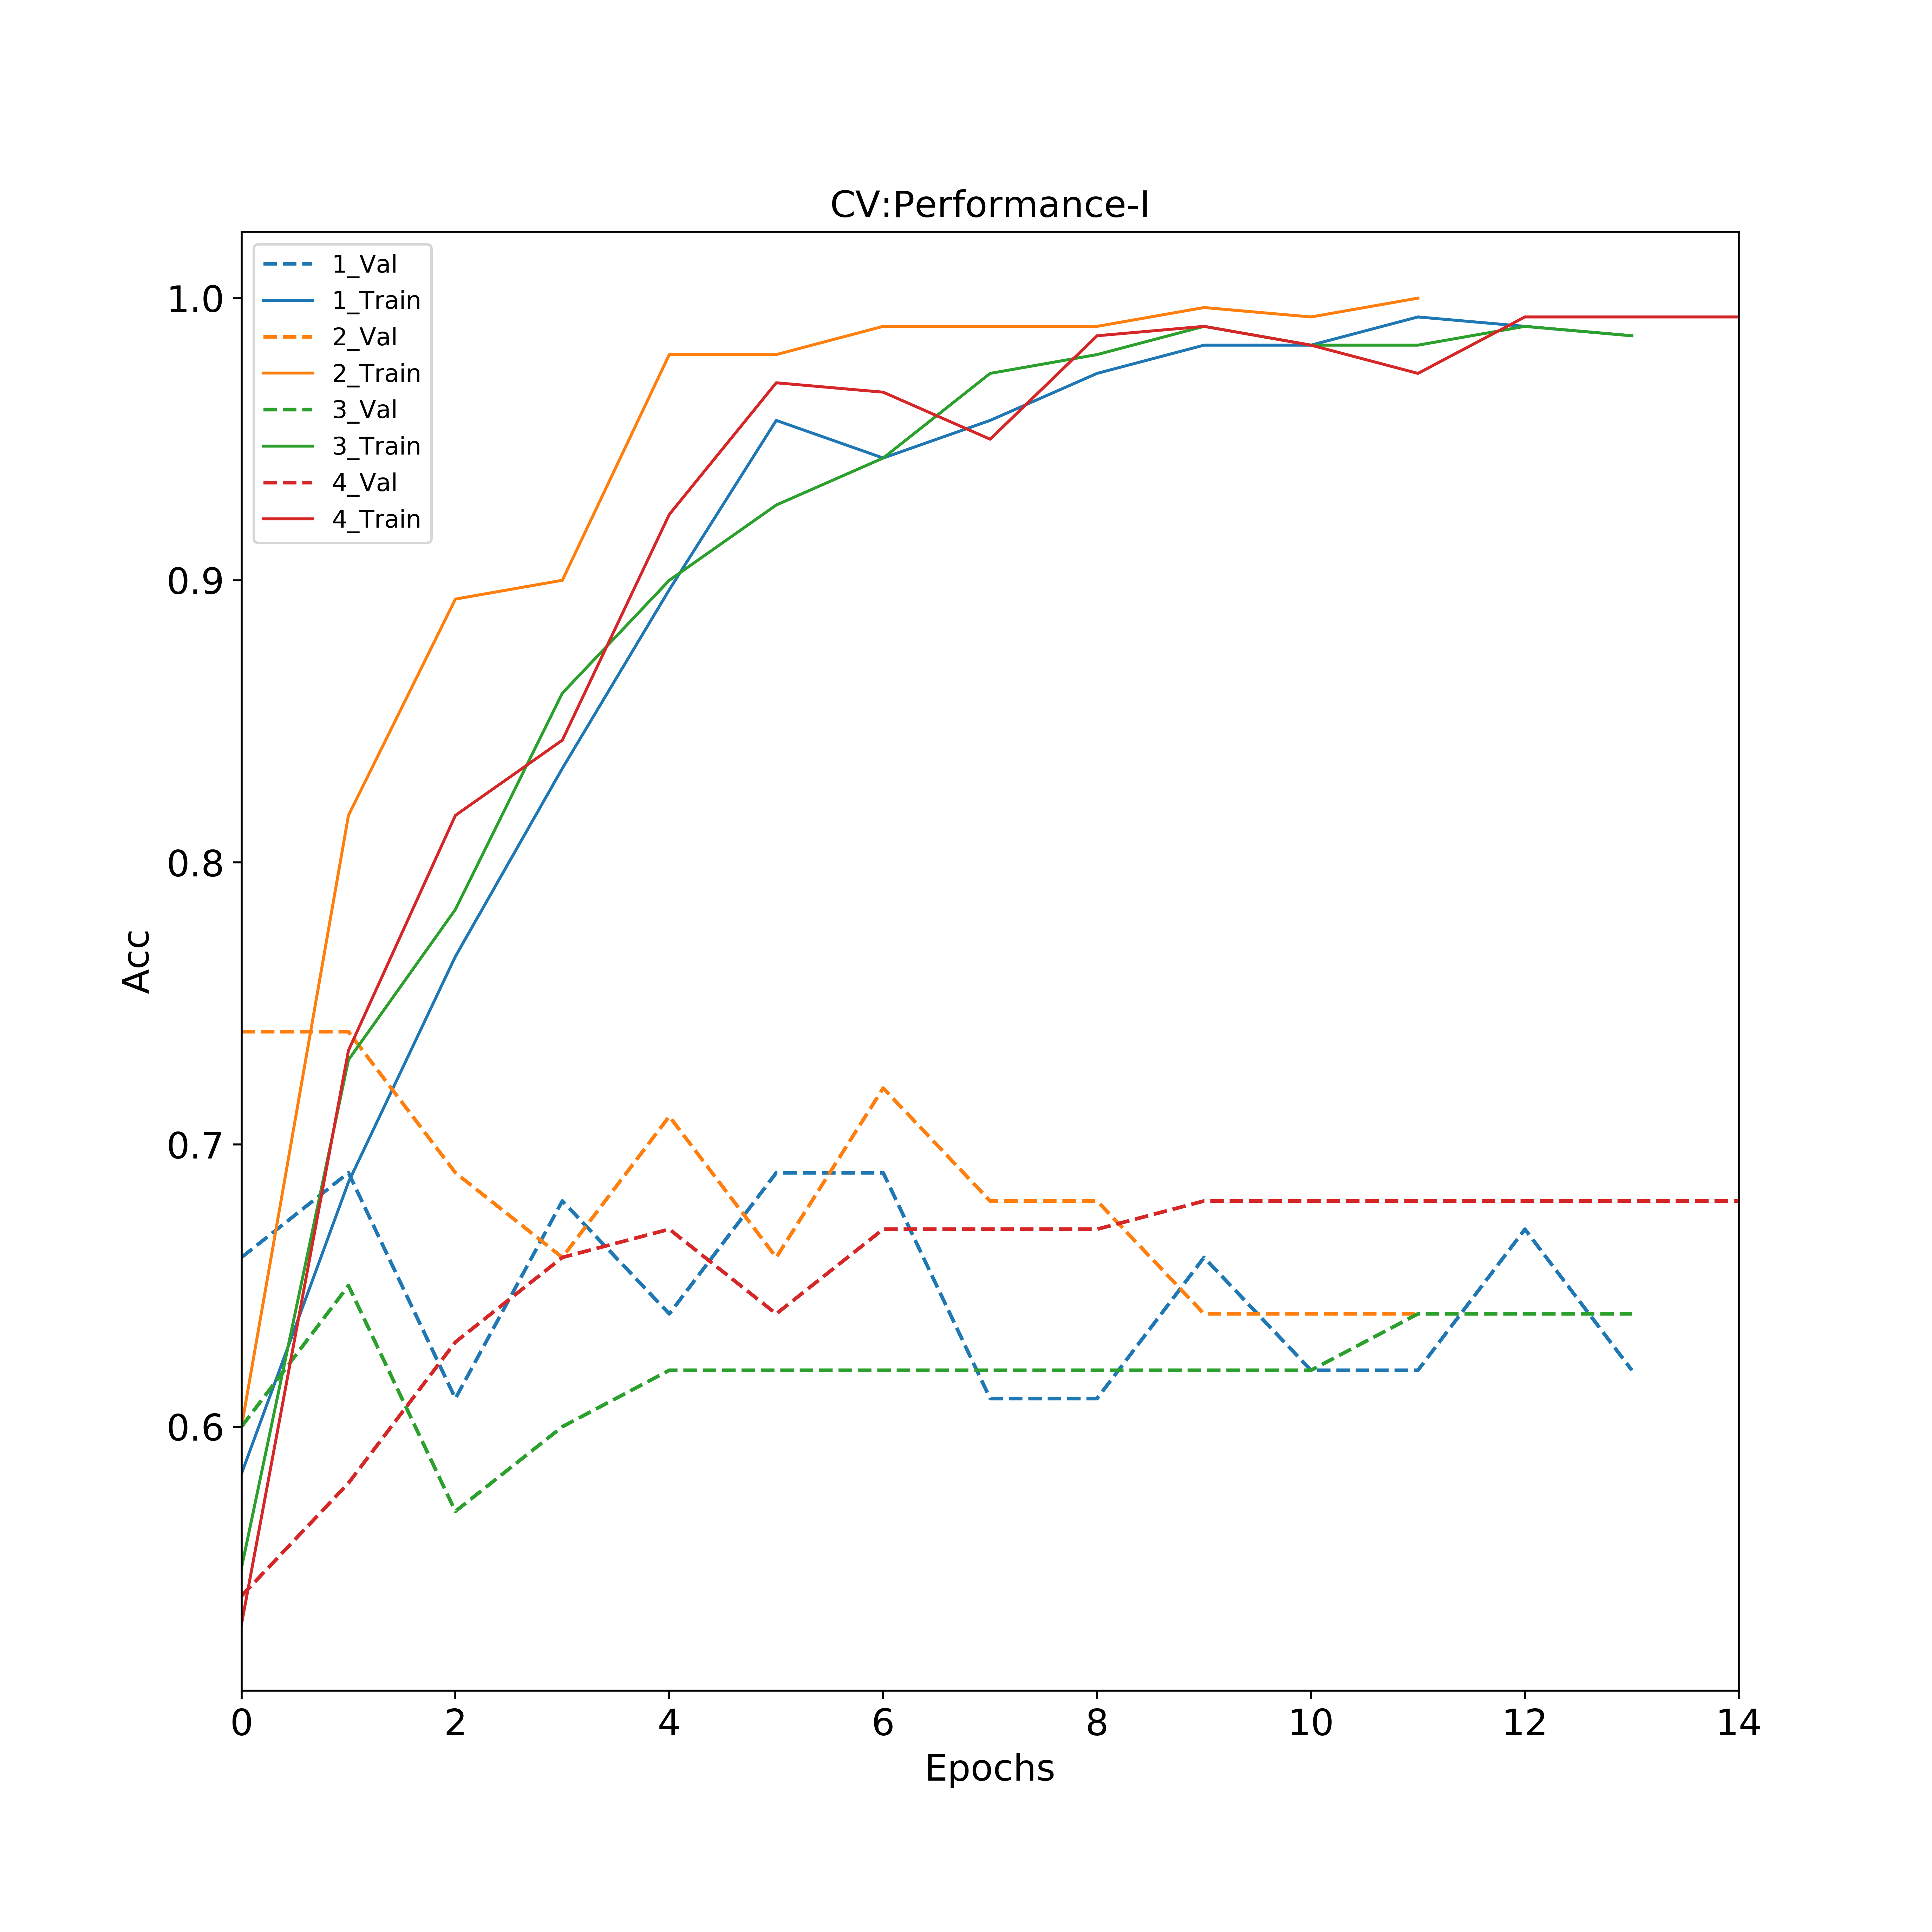 CV:Performance-I
1_Val
1_Train
2_Val
2_Train
3_Val
3_Train
4_Val
4_Train
1.0
0.9
0.8
0.7
0.6
Acc
0 2 4 6 8 10 12 14
Epochs